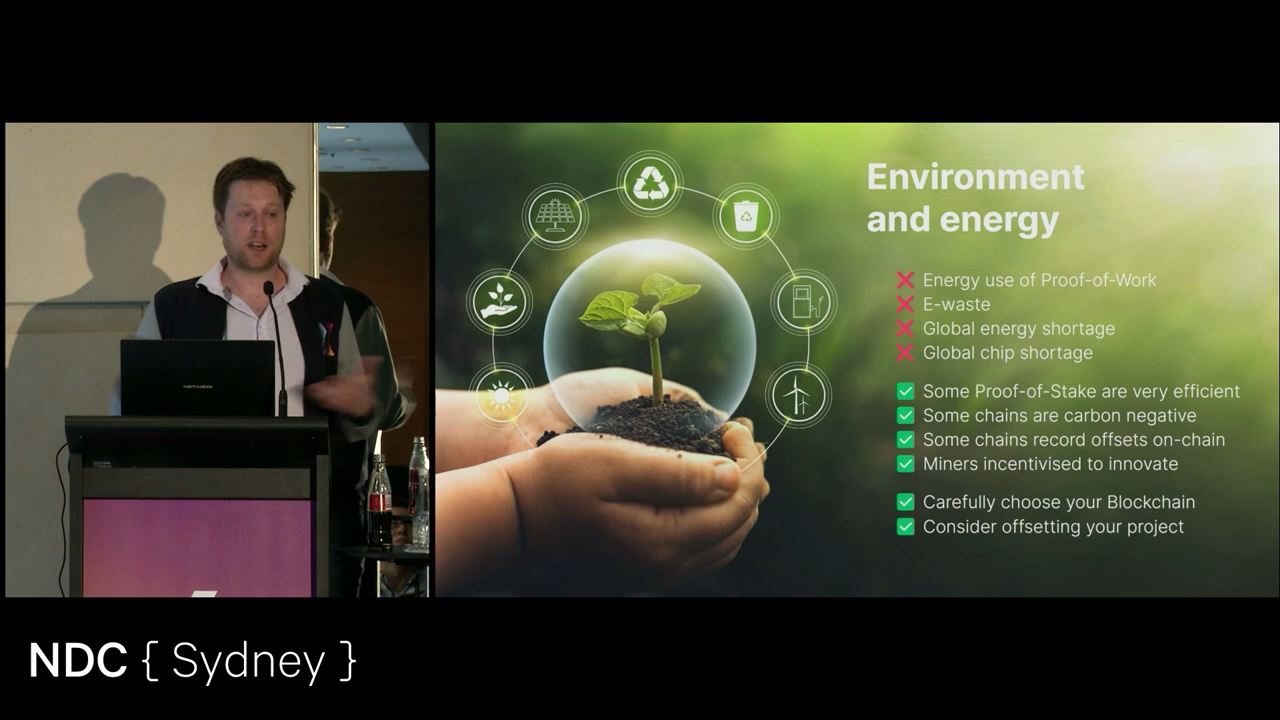 Environment
and energy
Energy use of Proof-of-Work
E-waste
Global energy shortage
Global chip shortage
Some Proof-of-Stake are very efficient
Some chains are carbon negative
Some chains record offsets on-chain
Miners incentivised to innovate
Carefully choose your Blockchain
Consider offsetting your project
METABOX
NDC { Sydney }